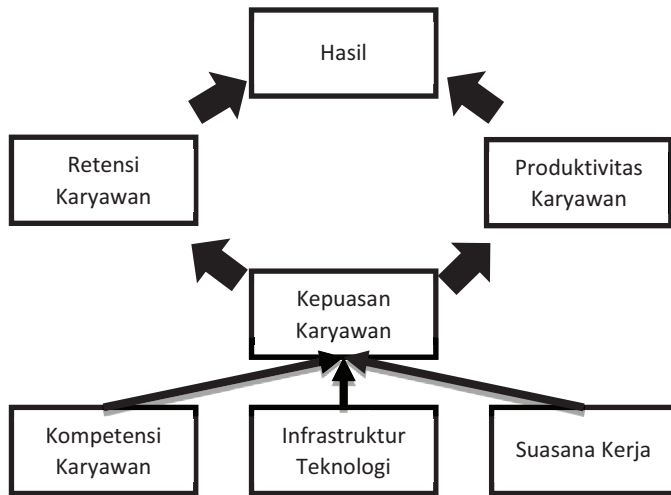 Hasil
Retensi
Karyawan
Produktivitas
Karyawan
Kepuasan
Karyawan
Kompetensi
Karyawan
Infrastruktur
Teknologi
Suasana Kerja